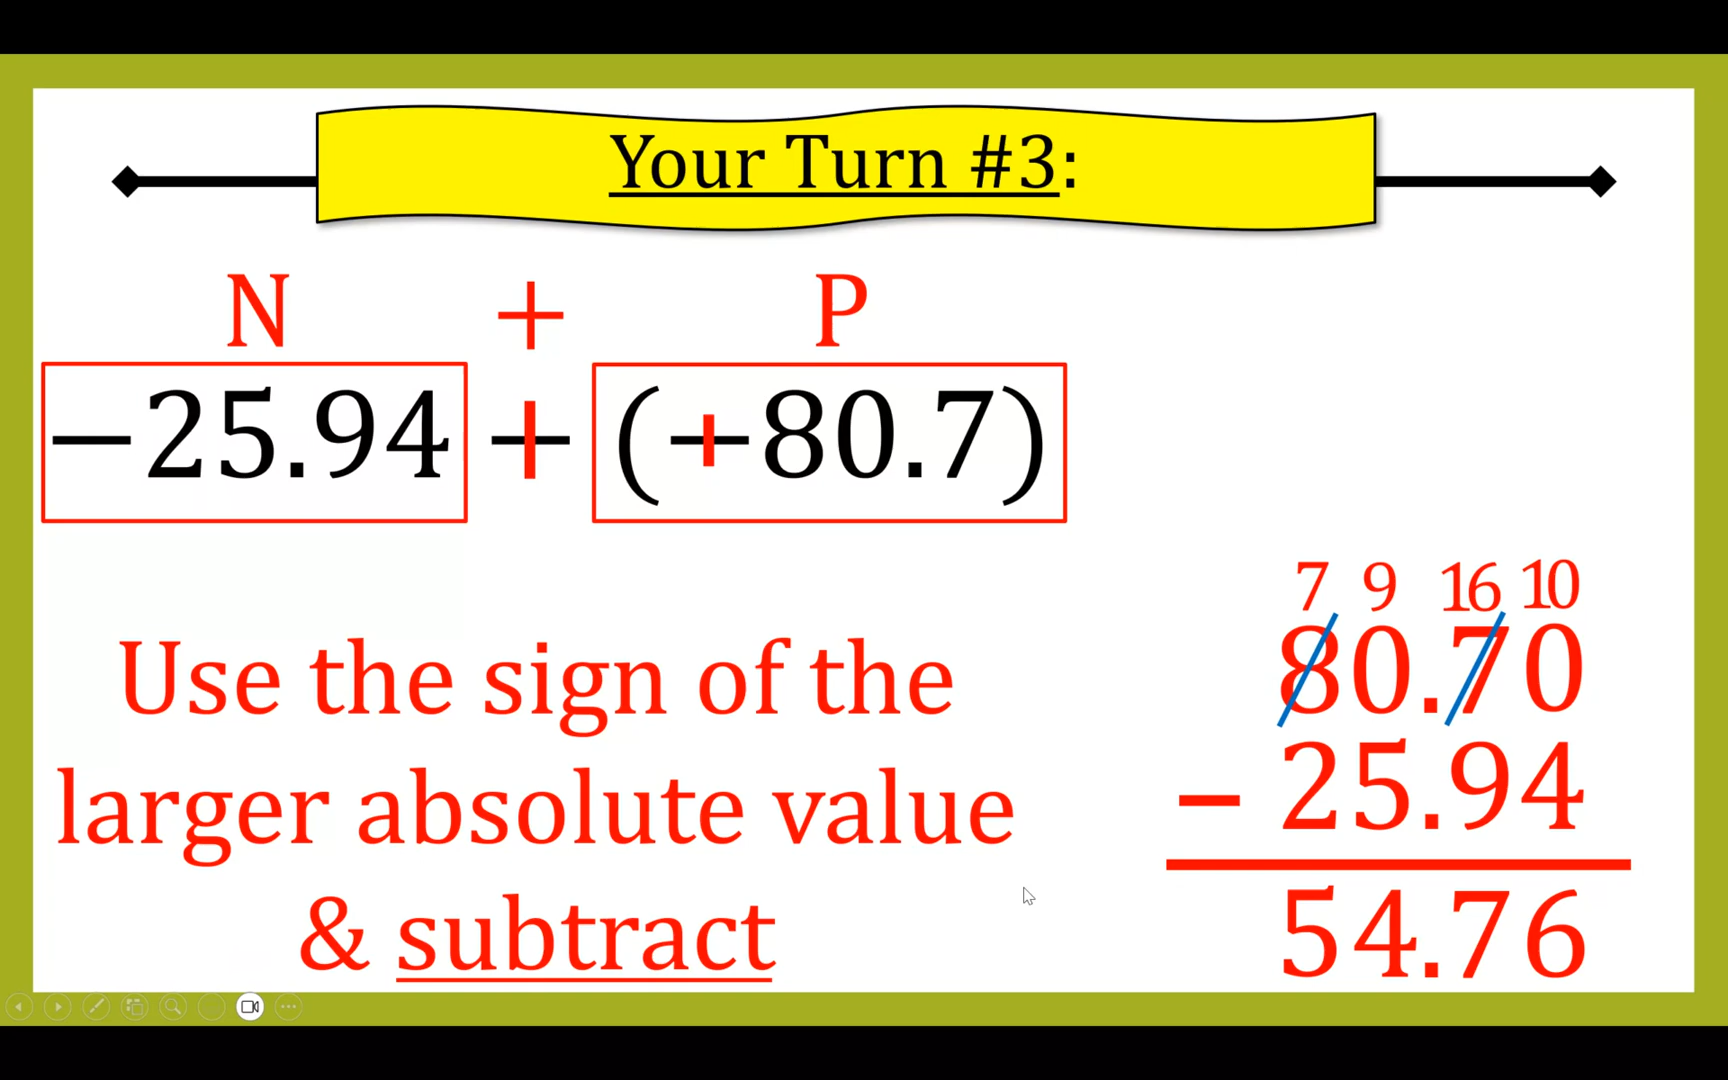 Your Turn #3:
N + P
−25.94 + (+80.7)
7 9 16 10
80.70
Use the sign of the
− 25.94
larger absolute value
54.76
& subtract